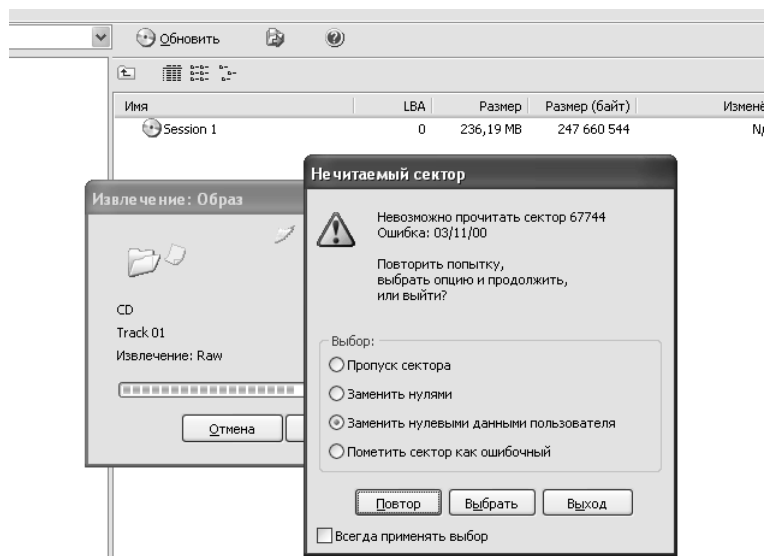 Обновить
Имя LBA Размер Размер (байт) Изменё
Session 1 0 236,19 MB 247 660 544 N/
Извлечение: Образ
CD
Track 01
Извлечение: Raw
Отмена
Нечитаемый сектор
Невозможно прочитать сектор 67744
Ошибка: 03/11/00
Повторить попытку,
выбрать опцию и продолжить,
или выйти?
Выбор:
Пропуск сектора
Заменить нулями
Заменить нулевыми данными пользователя
Пометить сектор как ошибочный
Повтор Выбрать Выход
Всегда применять выбор